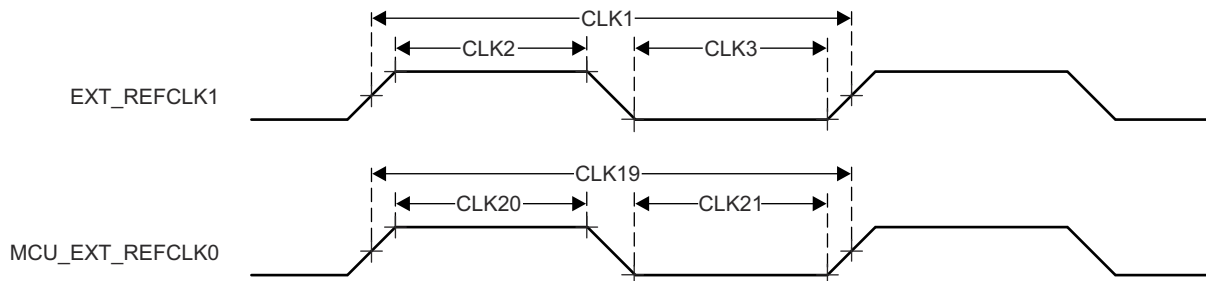 CLK1
CLK2 CLK3
EXT_REFCLK1
CLK19
CLK20 CLK21
MCU_EXT_REFCLK0